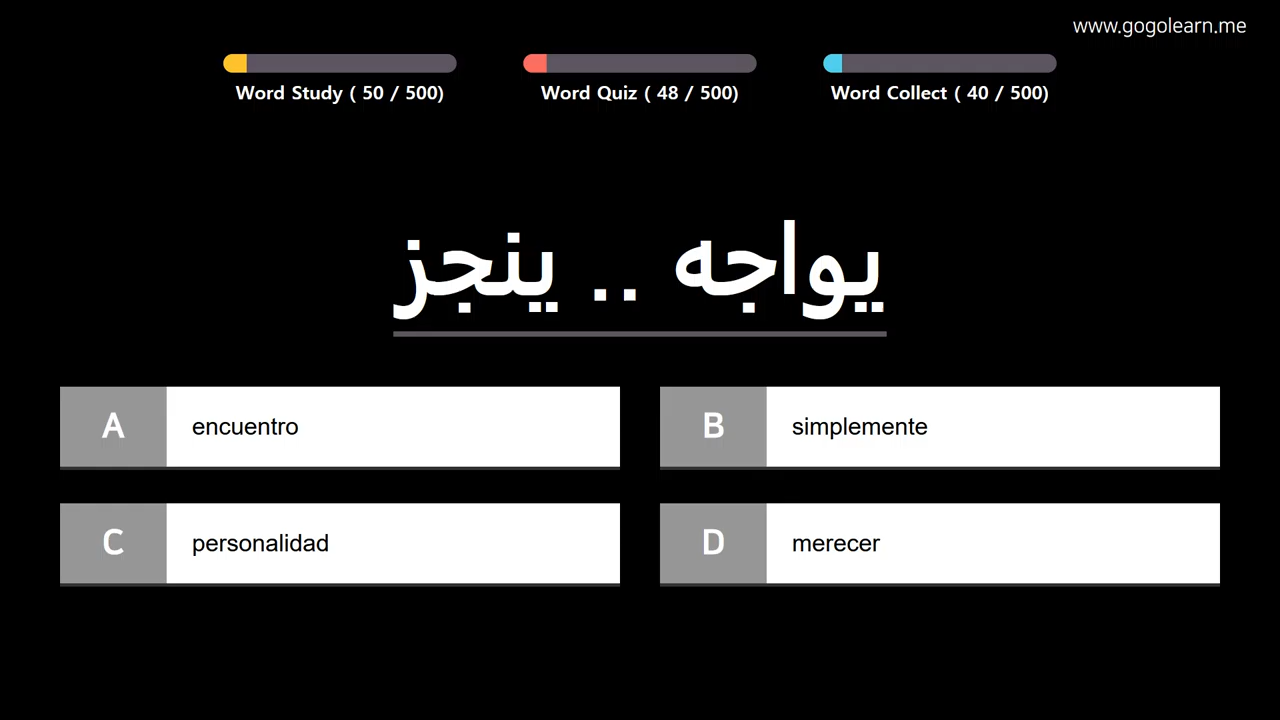 www.gogolearn.me
Word Study ( 50 / 500)
Word Quiz ( 48 / 500)
Word Collect ( 40 / 500)
يواجه .. ينجز
A encuentro
B simplemente
C personalidad
D merecer